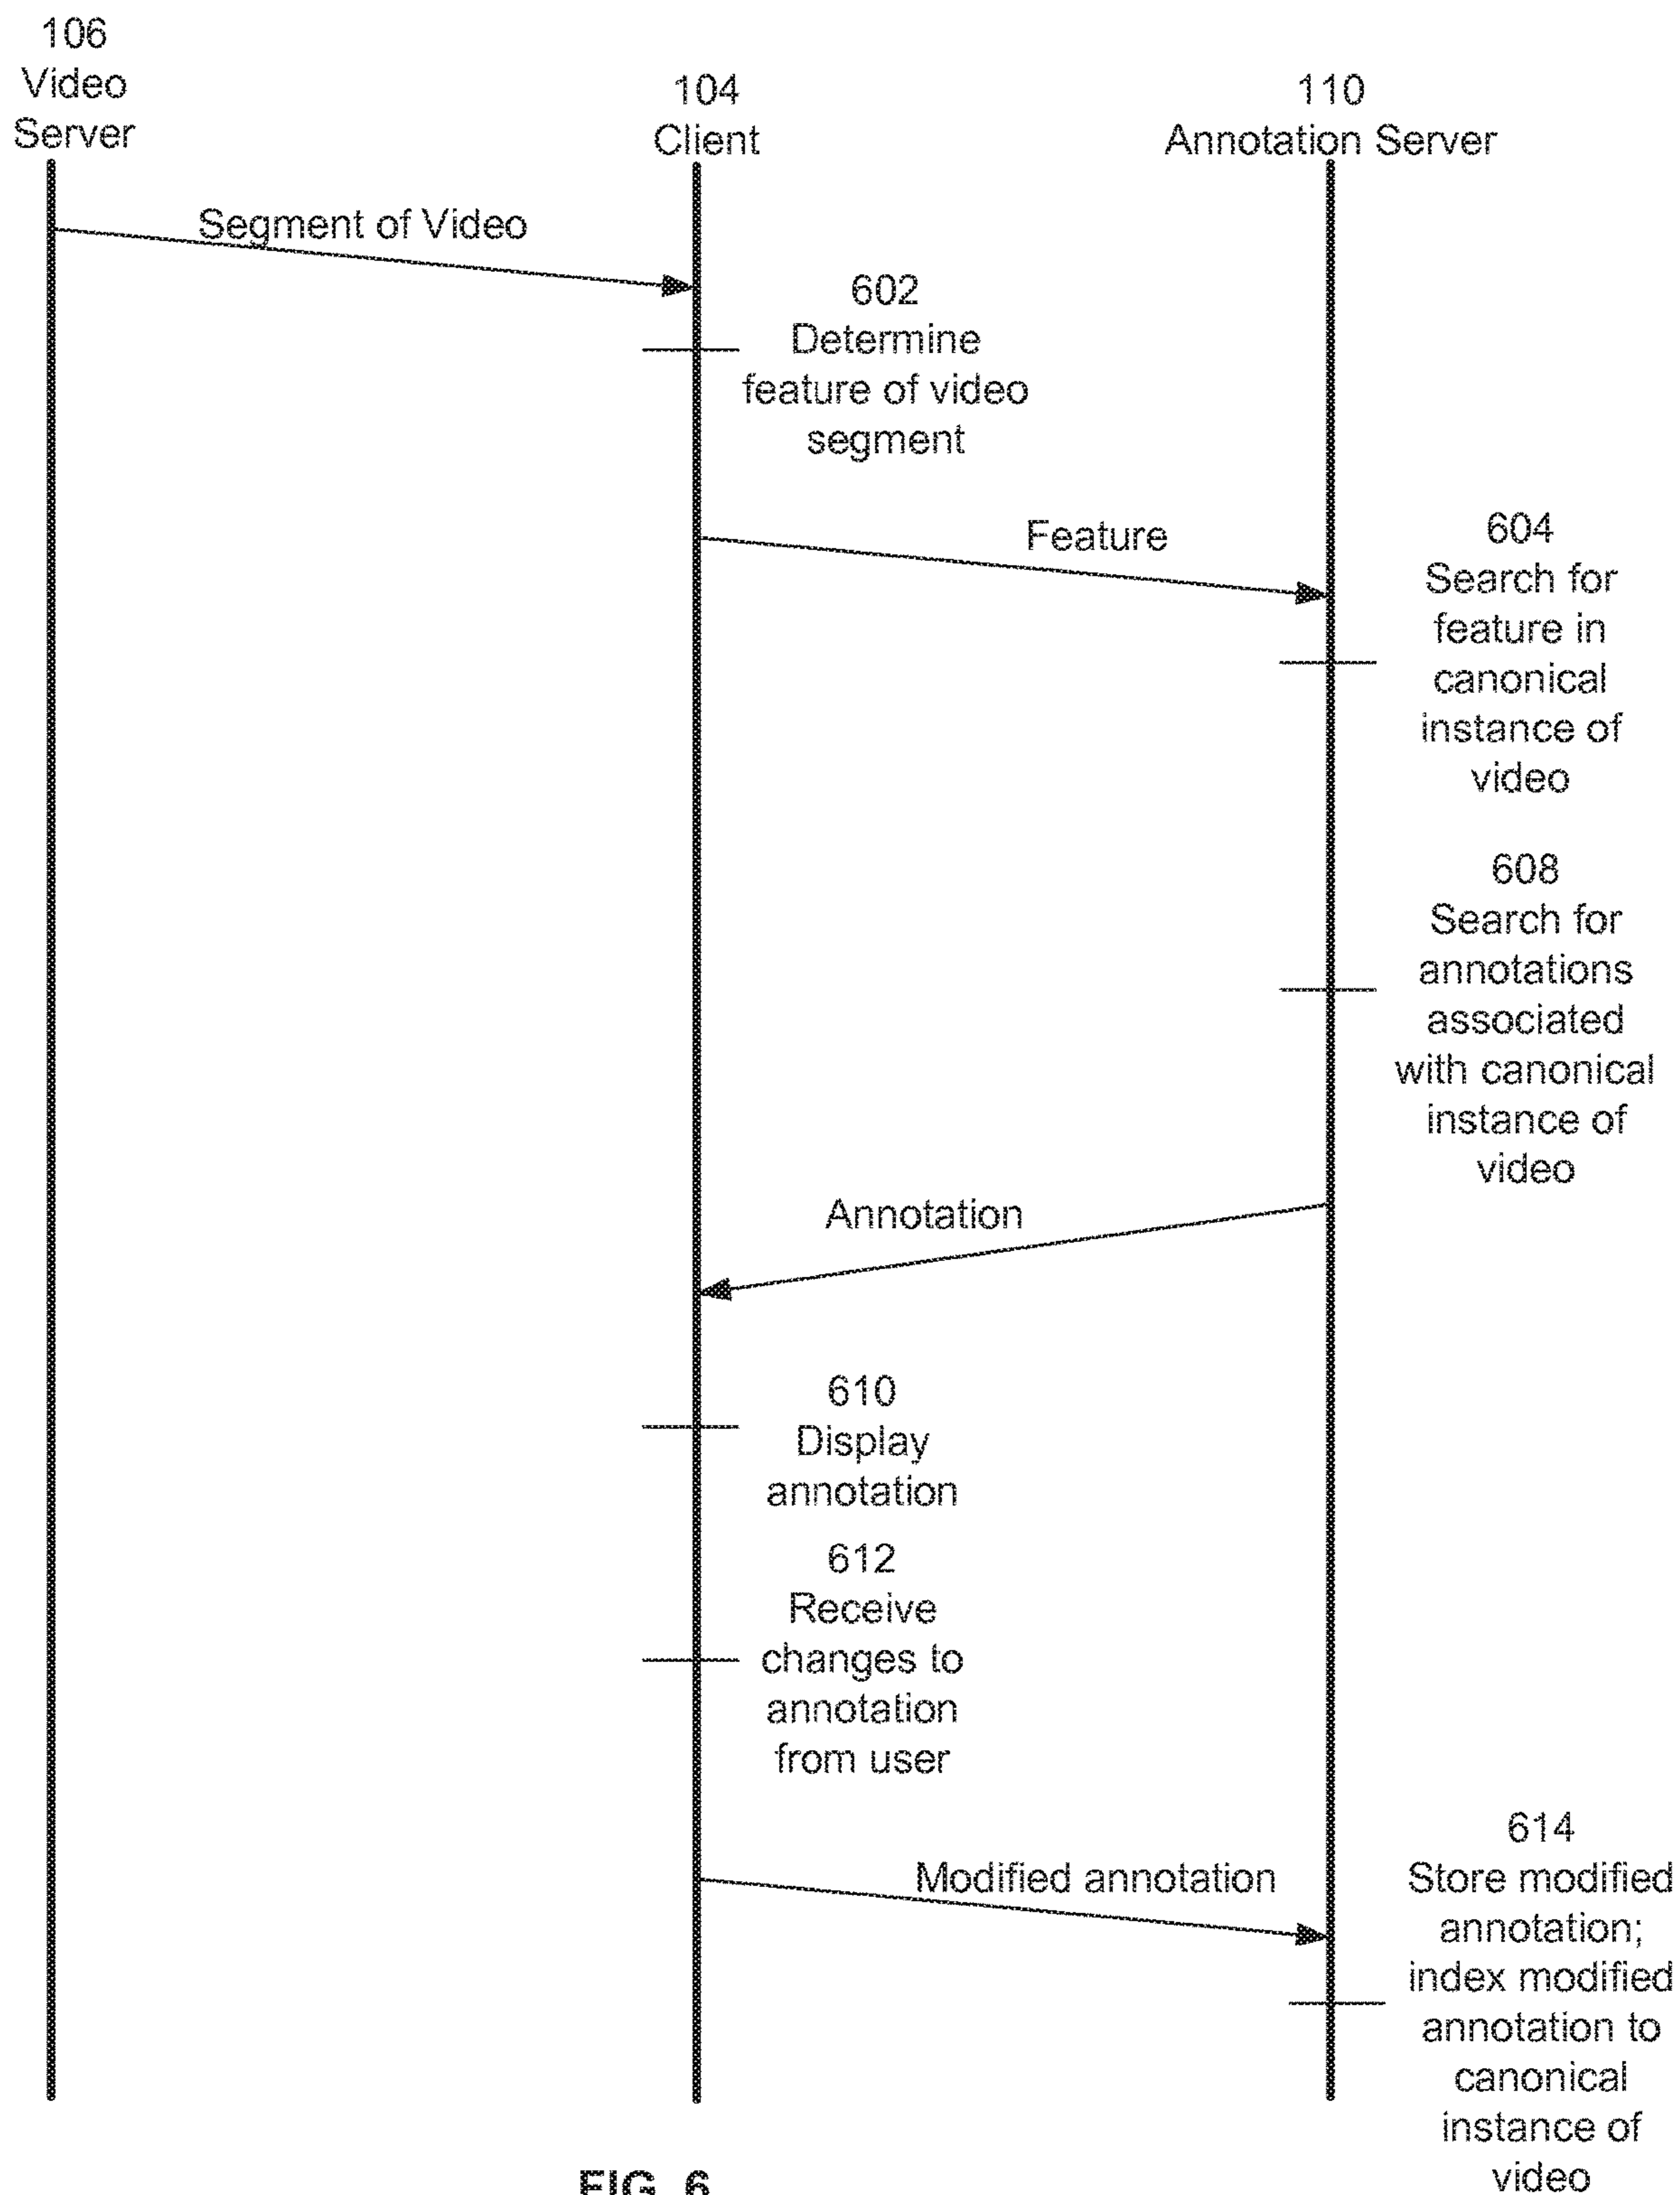 106
Video
Server
104
Client
110
Annotation Server
Segment of Video
602
Determine
feature of video
segment
Feature
604
Search for
feature in
canonical
instance of
video
608
Search for
annotations
associated
with canonical
instance of
video
Annotation
610
Display
annotation
612
Receive
changes to
annotation
from user
Modified annotation
614
Store modified
annotation;
index modified
annotation to
canonical
instance of
video
FIG. 6